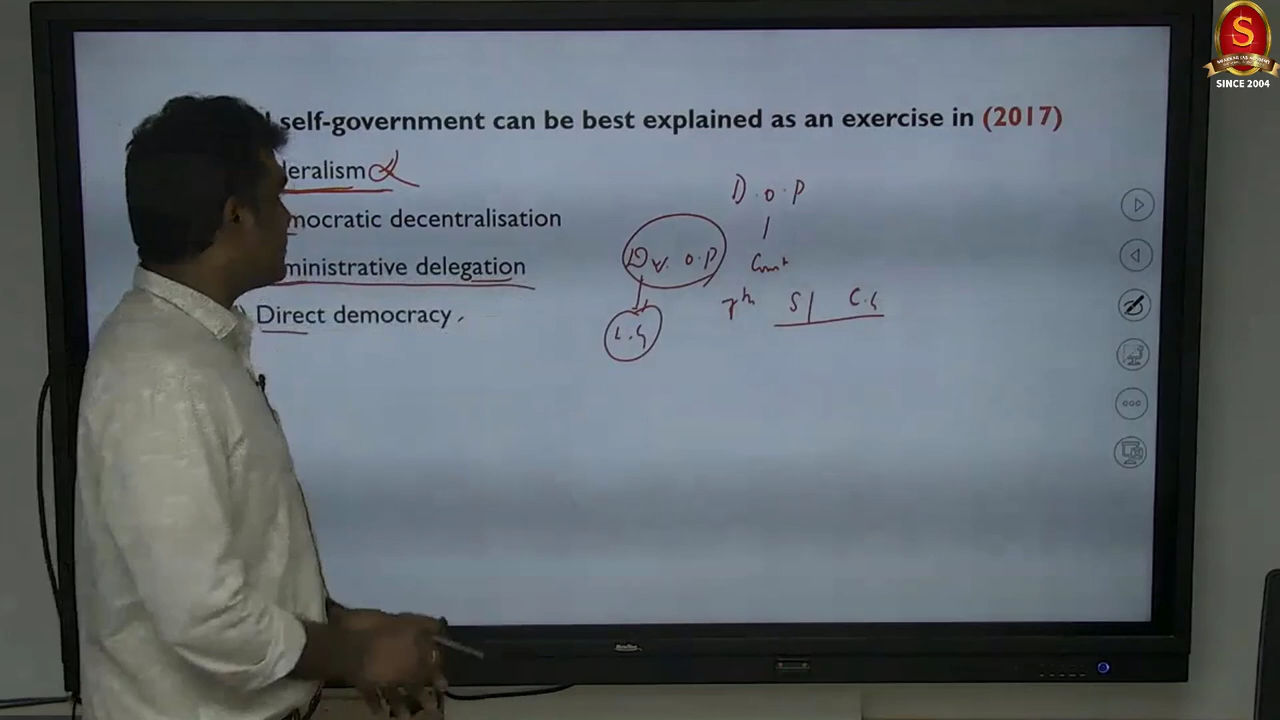 self-government can be best explained as an exercise in (2017)
deralism
mocratic decentralisation
ministrative delegation
Direct democracy
D.O.P
Dv.O.P
L.G
7th S/ C.L
S
SINCE 2004